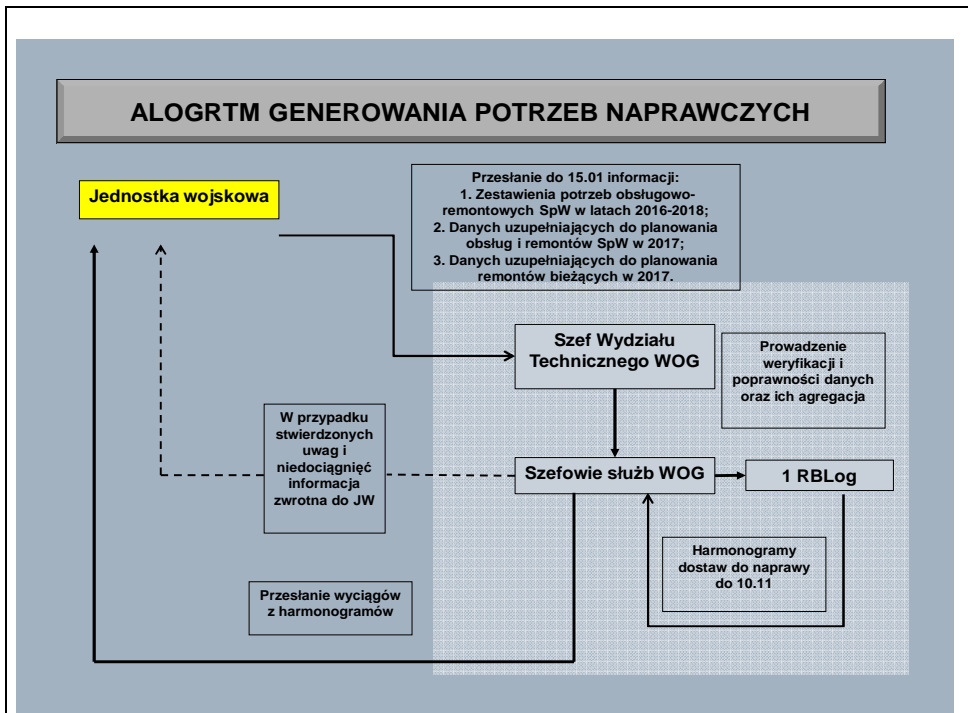 ALOGRTM GENEROWANIA POTRZEB NAPRAWCZYCH
Jednostka wojskowa
Przesłanie do 15.01 informacji:
1. Zestawienia potrzeb obsługowo-
remontowych SpW w latach 2016-2018;
2. Danych uzupełniających do planowania
obsług i remontów SpW w 2017;
3. Danych uzupełniających do planowania
remontów bieżących w 2017.
Szef Wydziału
Technicznego WOG
Prowadzenie
weryfikacji i
poprawności danych
oraz ich agregacja
W przypadku
stwierdzonych
uwag i
niedociągnięć
informacja
zwrotna do JW
Szefowie służb WOG
1 RBLog
Harmonogramy
dostaw do naprawy
do 10.11
Przesłanie wyciągów
z harmonogramów